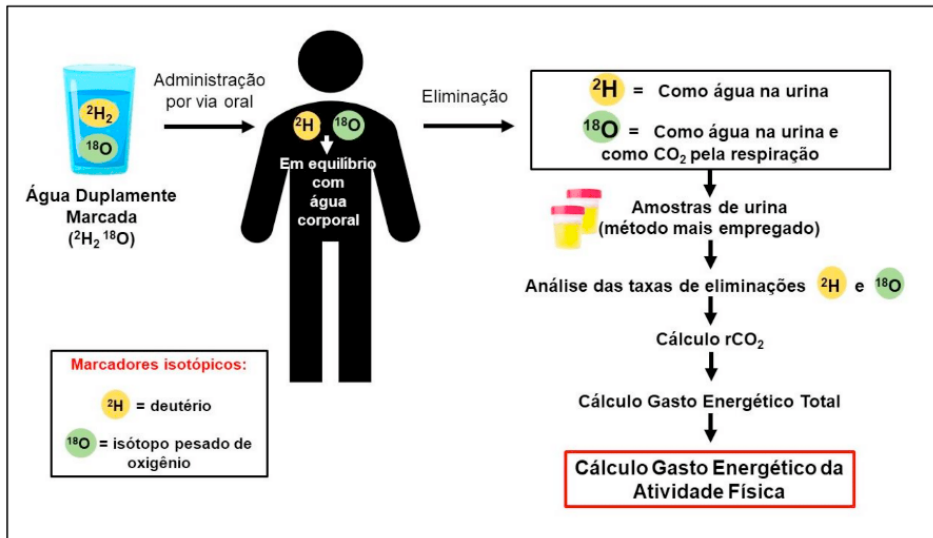 ²H₂
¹⁸O
Água Duplamente
Marcada
(²H₂ ¹⁸O)
Administração
por via oral
²H ¹⁸O
Em equilíbrio
com
água
corporal
Eliminação
²H = Como água na urina
¹⁸O = Como água na urina e
como CO₂ pela respiração
Amostras de urina
(método mais empregado)
Análise das taxas de eliminações ²H e ¹⁸O
Cálculo rCO₂
Cálculo Gasto Energético Total
Cálculo Gasto Energético da
Atividade Física
Marcadores isotópicos:
²H = deutério
¹⁸O = isótopo pesado de
oxigênio